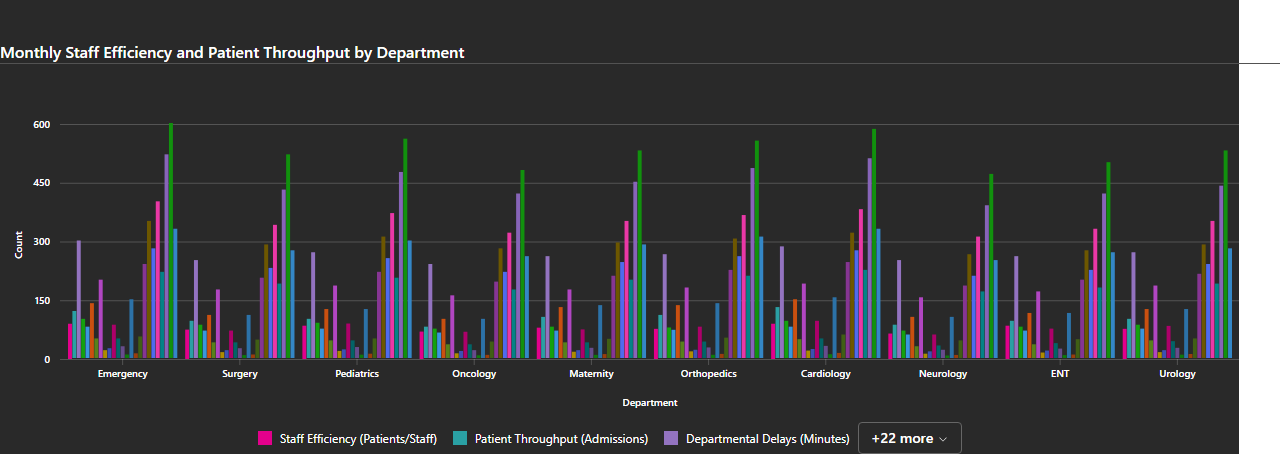 Monthly Staff Efficiency and Patient Throughput by Department
600
450
300
150
0
Count
Emergency Surgery Pediatrics Oncology Maternity Orthopedics Cardiology Neurology ENT Urology
Department
Staff Efficiency (Patients/Staff) Patient Throughput (Admissions) Departmental Delays (Minutes) +22 more